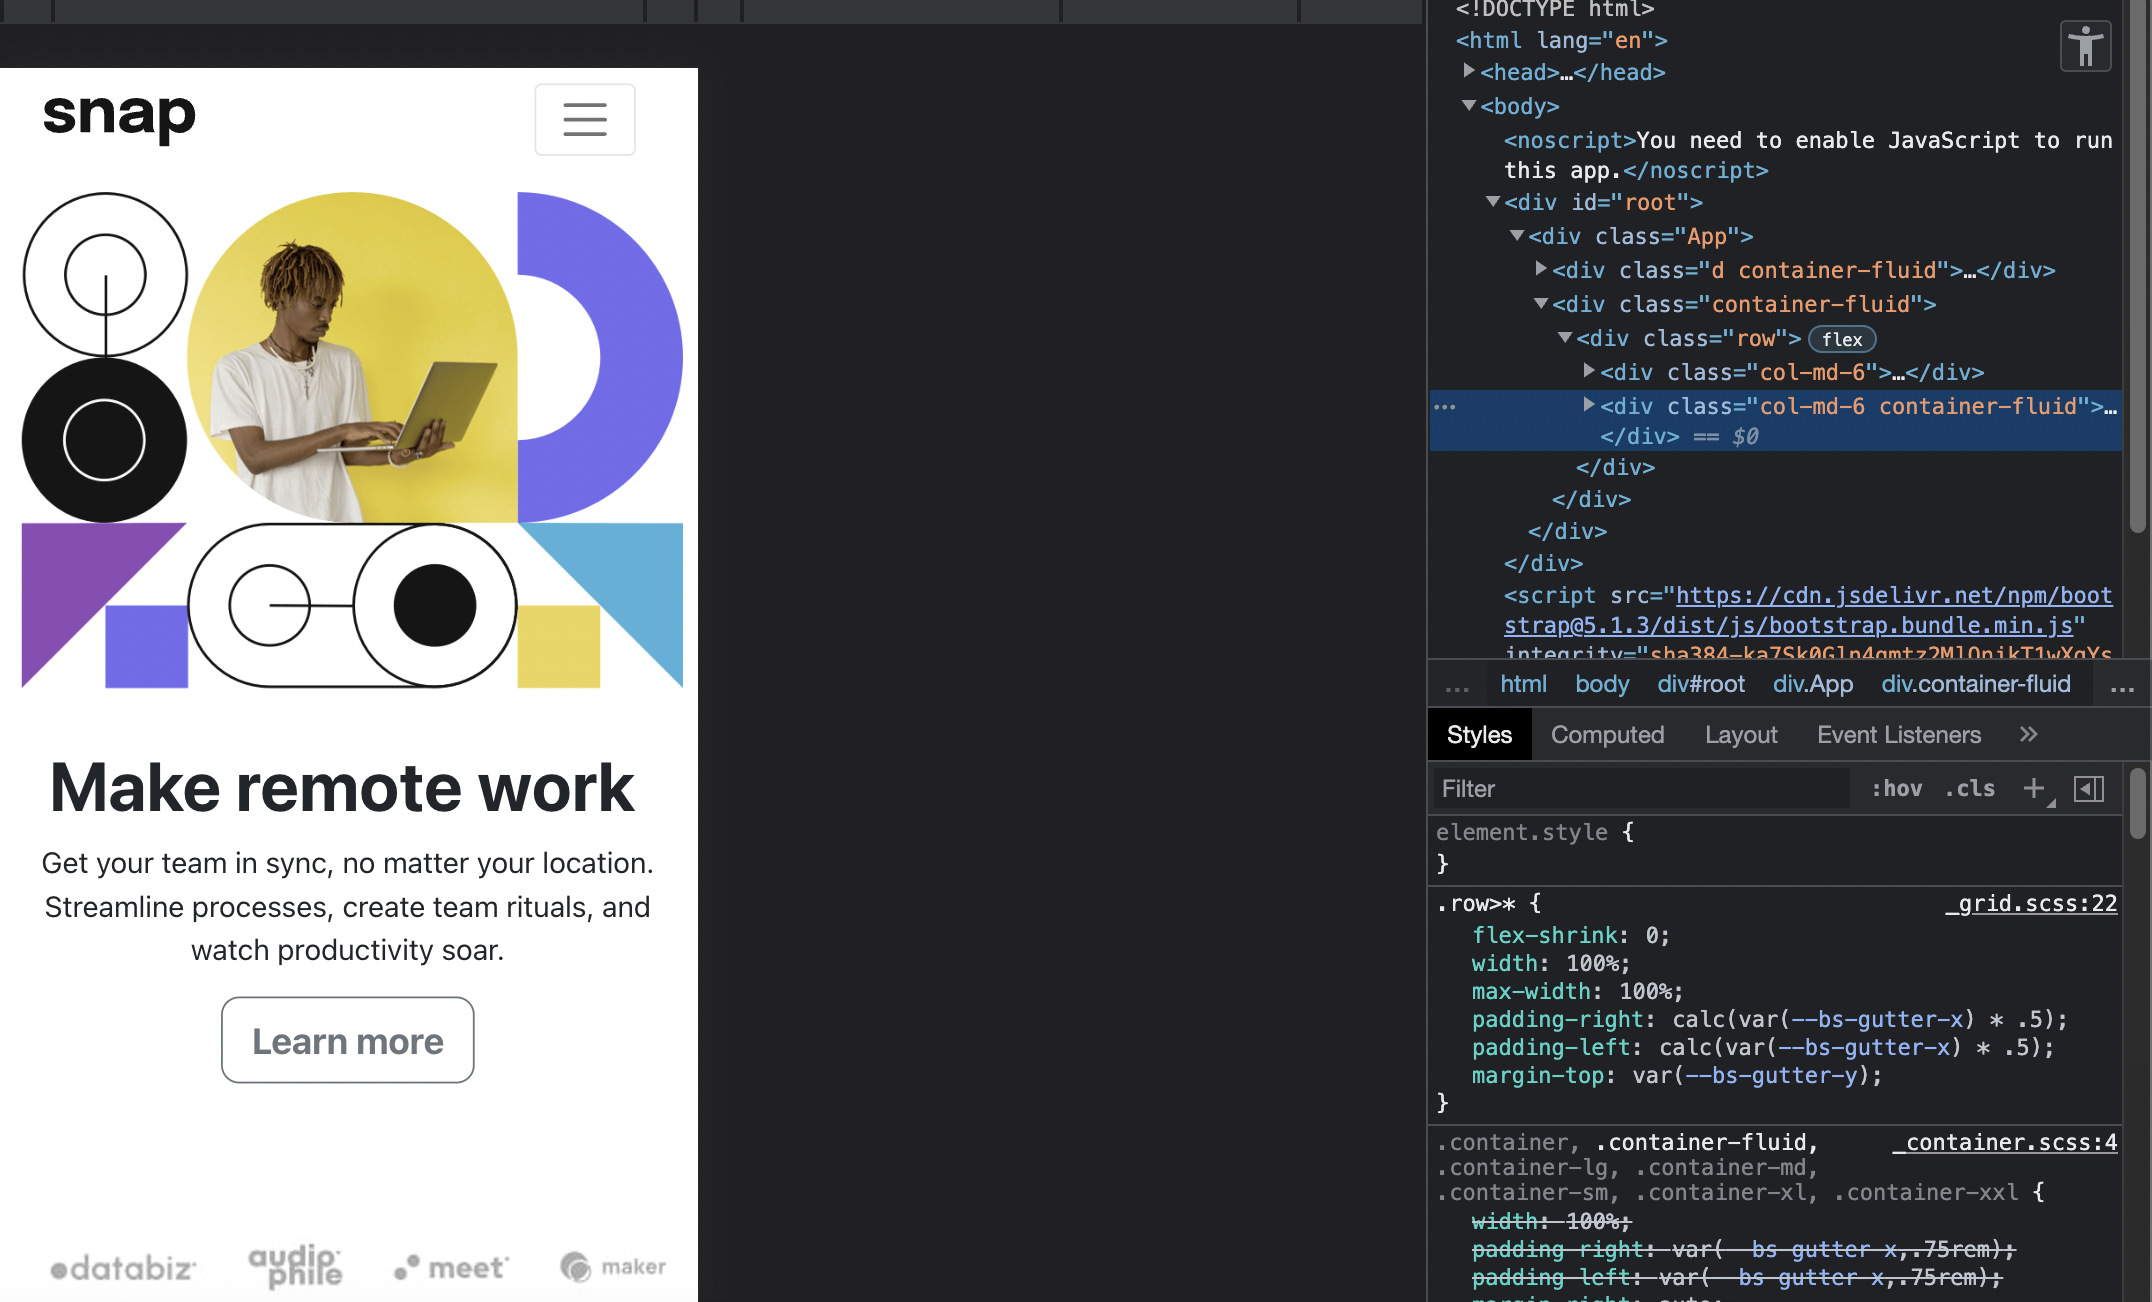 snap
Make remote work
Get your team in sync, no matter your location.
Streamline processes, create team rituals, and
watch productivity soar.
Learn more
databiz
audiophile
meet
maker
<!DOCTYPE html>
<html lang="en">
<head>…</head>
<body>
<noscript>You need to enable JavaScript to run
this app.</noscript>
<div id="root">
<div class="App">
<div class="d container-fluid">…</div>
<div class="container-fluid">
<div class="row"> flex
<div class="col-md-6">…</div>
<div class="col-md-6 container-fluid">…
</div> == $0
</div>
</div>
</div>
</div>
<script src="https://cdn.jsdelivr.net/npm/boot
strap@5.1.3/dist/js/bootstrap.bundle.min.js"
… html body div#root div.App div.container-fluid …
Styles Computed Layout Event Listeners »
Filter :hov .cls +
element.style {
}
.row>* { _grid.scss:22
flex-shrink: 0;
width: 100%;
max-width: 100%;
padding-right: calc(var(--bs-gutter-x) * .5);
padding-left: calc(var(--bs-gutter-x) * .5);
margin-top: var(--bs-gutter-y);
}
.container, .container-fluid, _container.scss:4
.container-lg, .container-md,
.container-sm, .container-xl, .container-xxl {
width: 100%;
padding-right: var(--bs-gutter-x,.75rem);
padding-left: var(--bs-gutter-x,.75rem);
margin-right: auto;